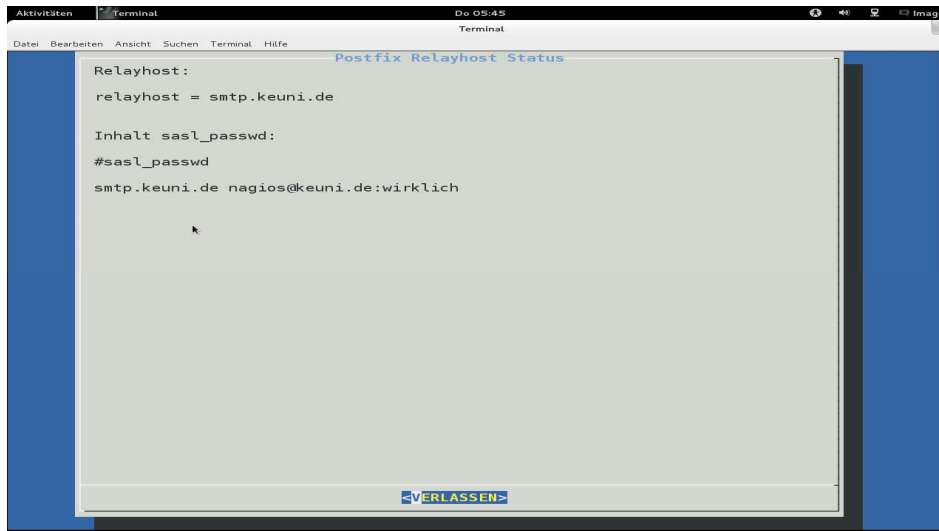 Aktivitäten Terminal Do 05:45 Imag
Terminal
Datei Bearbeiten Ansicht Suchen Terminal Hilfe
Postfix Relayhost Status
Relayhost:
relayhost = smtp.keuni.de
Inhalt sasl_passwd:
#sasl_passwd
smtp.keuni.de nagios@keuni.de:wirklich
<VERLASSEN>